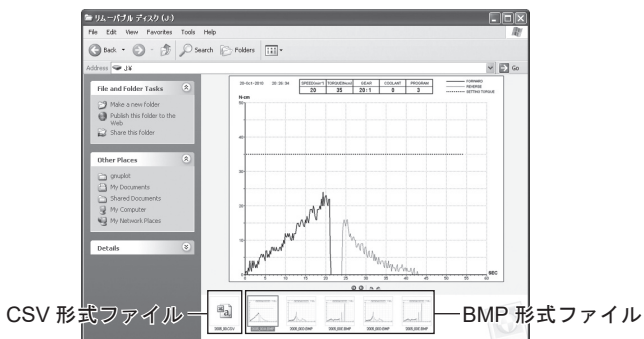 リムーバブル ディスク (J:)
File Edit View Favorites Tools Help
Back Search Folders
Address J:¥ Go
File and Folder Tasks
Make a new folder
Publish this folder to the
Web
Share this folder
Other Places
gnuplot
My Documents
Shared Documents
My Computer
My Network Places
Details
SPEED TORQUE GEAR COOLANT PROGRAM
20 35 20:1 0 3
FORWARD
REVERSE
SETTING TORQUE
N-cm
50
40
30
20
10
0 5 10 15 20 25 30 35 40 45 50 55 60 SEC
CSV 形式ファイル
BMP 形式ファイル